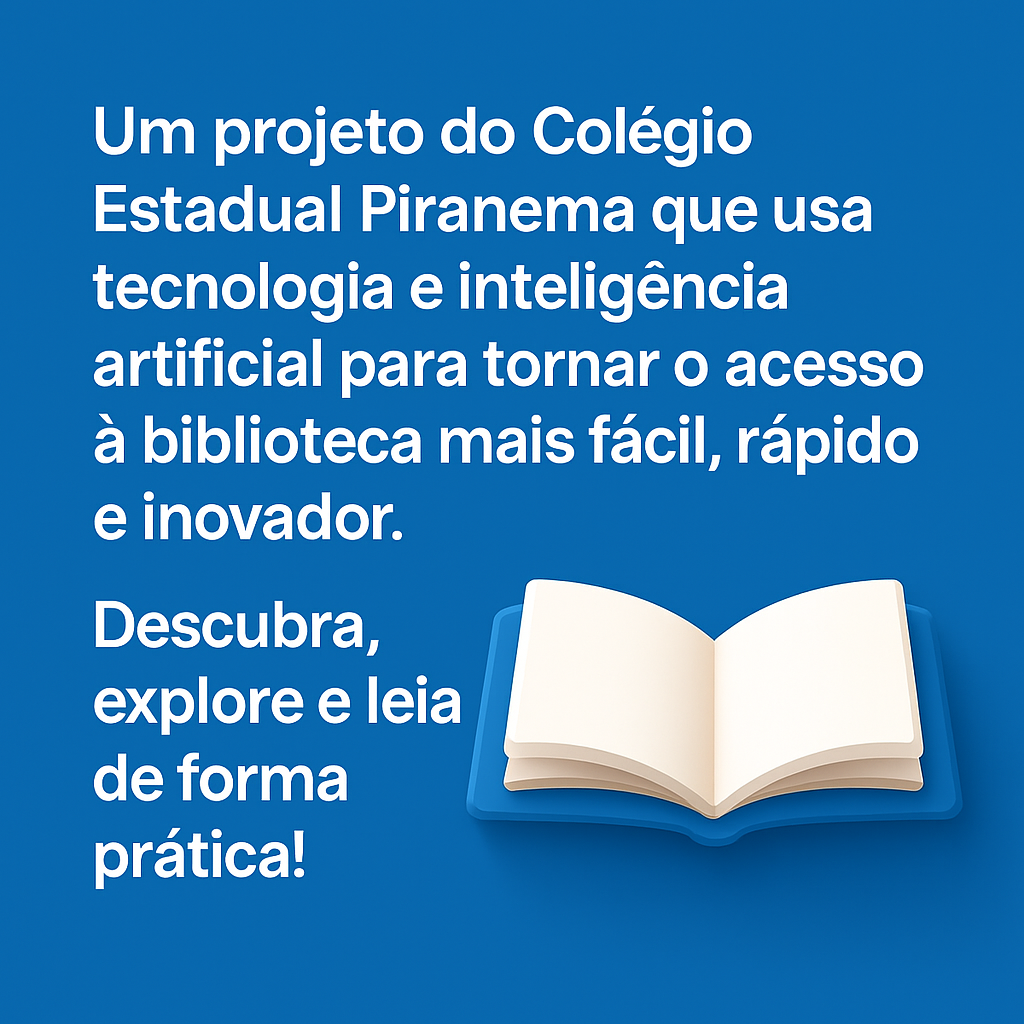 Um projeto do Colégio
Estadual Piranema que usa
tecnologia e inteligência
artificial para tornar o acesso
à biblioteca mais fácil, rápido
e inovador.
Descubra,
explore e leia
de forma
prática!